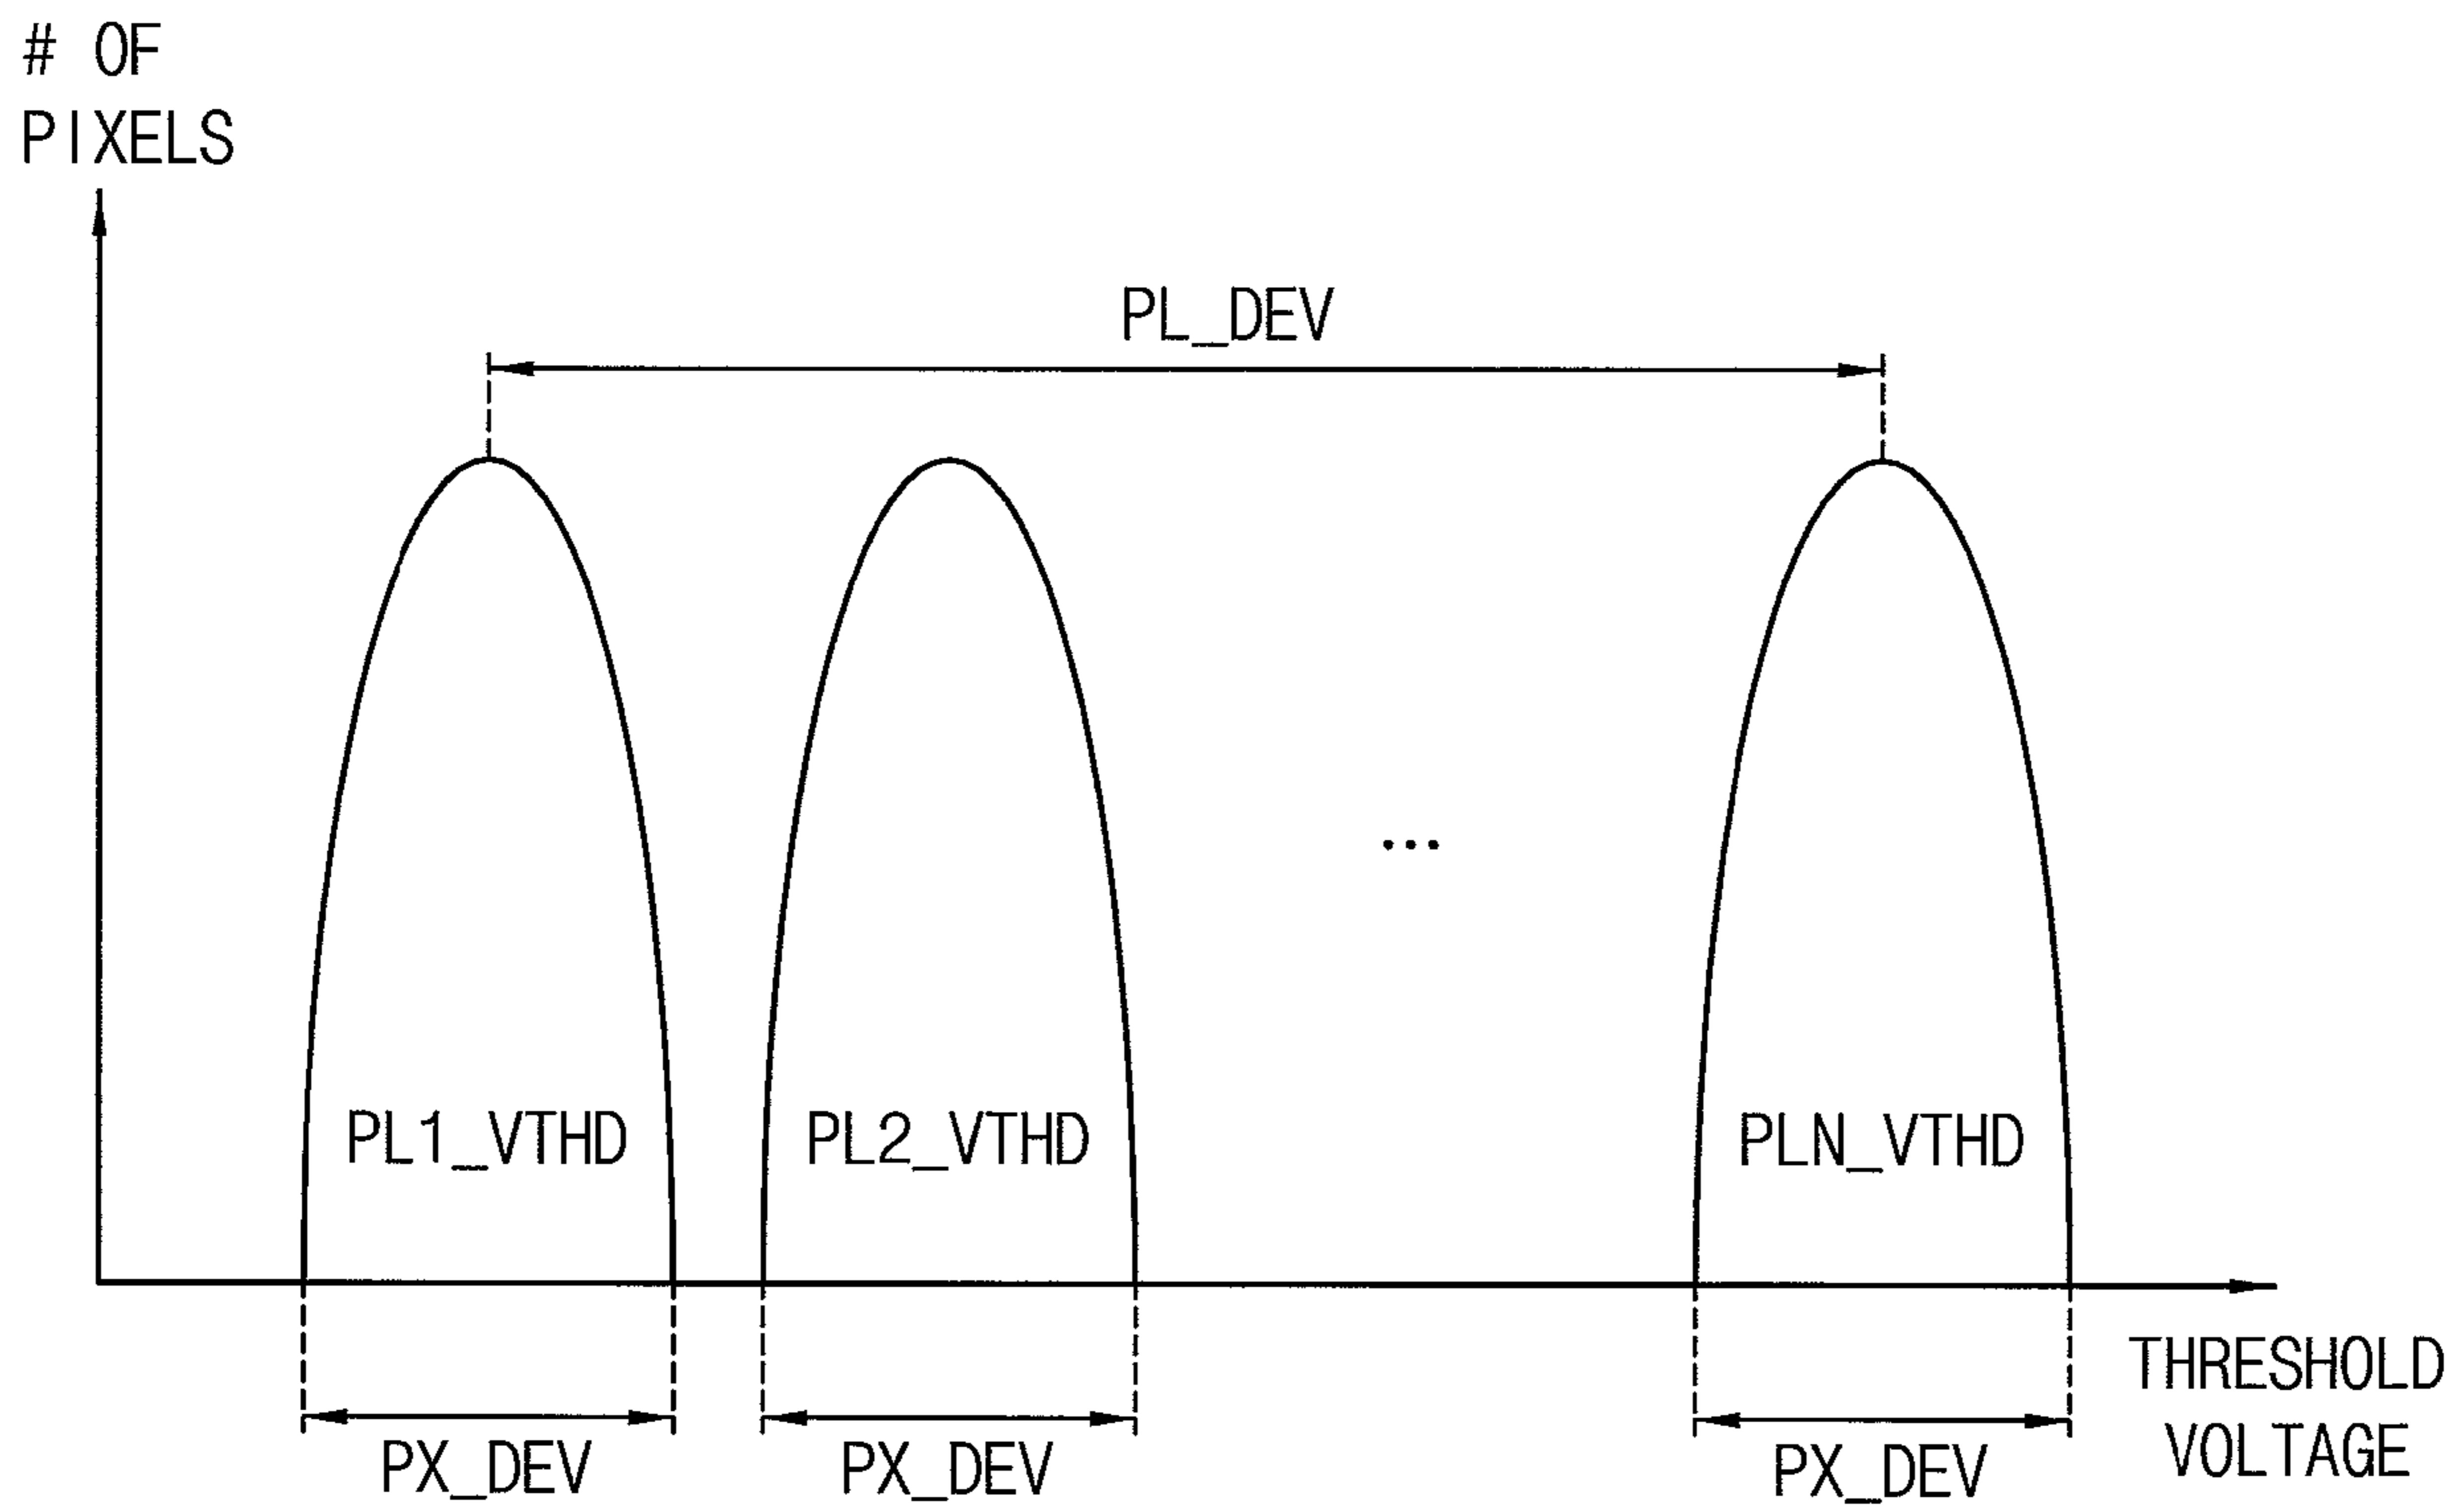 # OF
PIXELS
PL_DEV
...
PL1_VTHD PL2_VTHD PLN_VTHD
THRESHOLD
VOLTAGE
PX_DEV PX_DEV PX_DEV